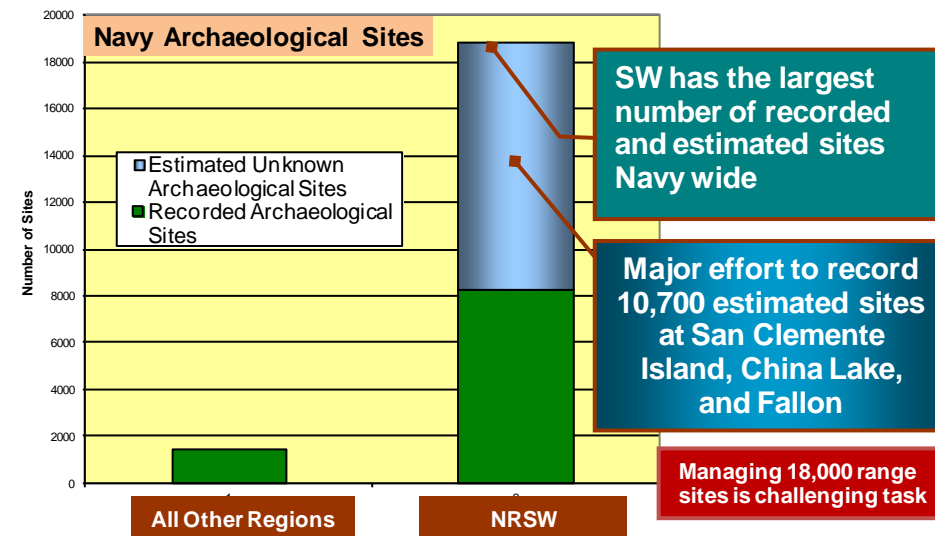 Navy Archaeological Sites
Number of Sites
20000
18000
16000
14000
12000
10000
8000
6000
4000
2000
0
Estimated Unknown
Archaeological Sites
Recorded Archaeological
Sites
All Other Regions
NRSW
SW has the largest
number of recorded
and estimated sites
Navy wide
Major effort to record
10,700 estimated sites
at San Clemente
Island, China Lake,
and Fallon
Managing 18,000 range
sites is challenging task